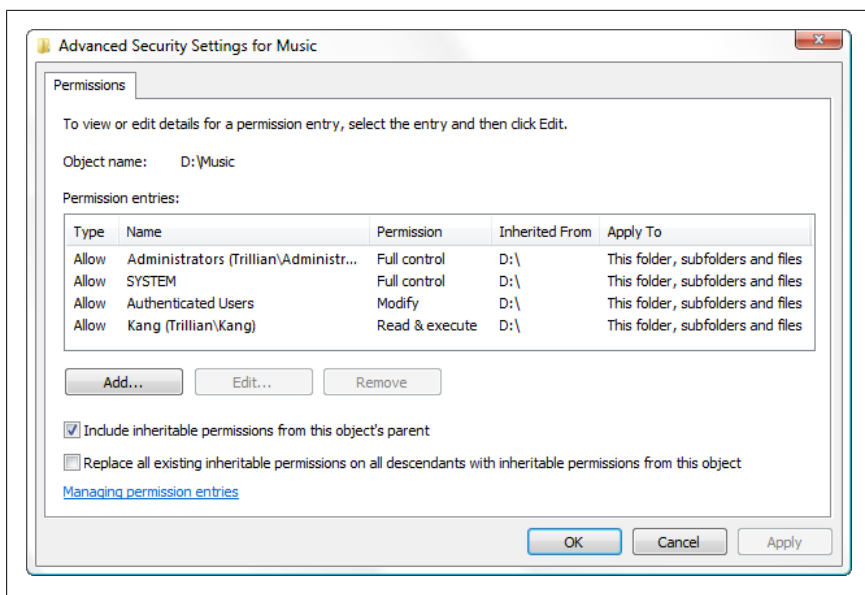 Advanced Security Settings for Music
Permissions
To view or edit details for a permission entry, select the entry and then click Edit.
Object name: D:\Music
Permission entries:
Type Name Permission Inherited From Apply To
Allow Administrators (Trillian\Administr... Full control D:\ This folder, subfolders and files
Allow SYSTEM Full control D:\ This folder, subfolders and files
Allow Authenticated Users Modify D:\ This folder, subfolders and files
Allow Kang (Trillian\Kang) Read & execute D:\ This folder, subfolders and files
Add... Edit... Remove
Include inheritable permissions from this object's parent
Replace all existing inheritable permissions on all descendants with inheritable permissions from this object
Managing permission entries
OK Cancel Apply